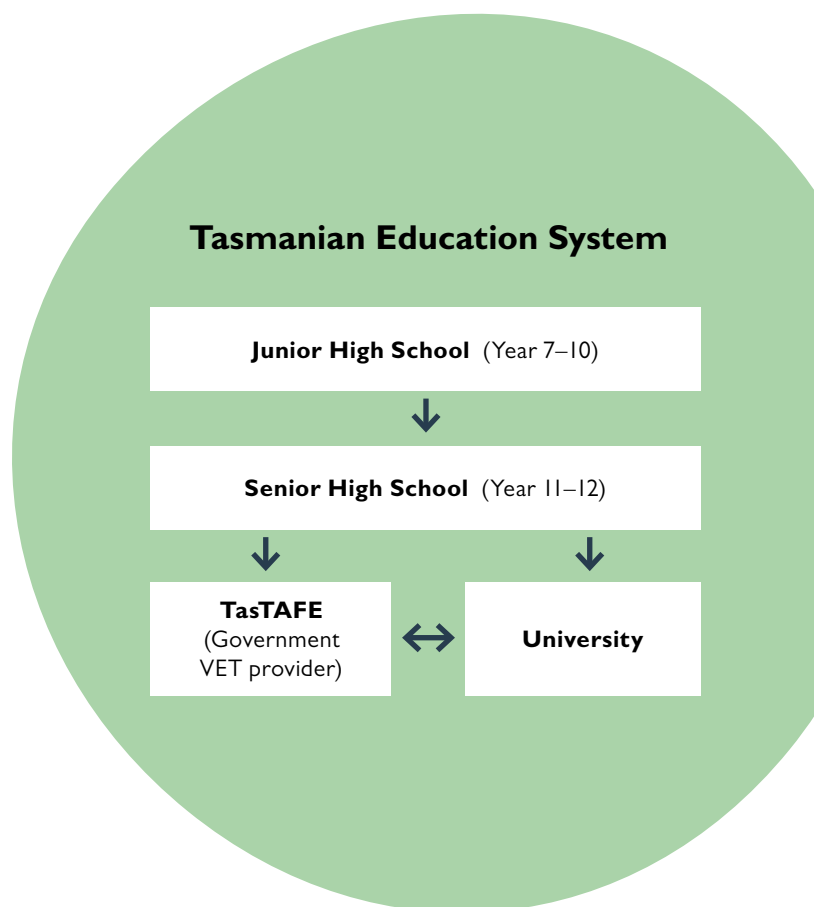 Tasmanian Education System
Junior High School (Year 7–10)
Senior High School (Year 11–12)
TasTAFE
(Government
VET provider)
University